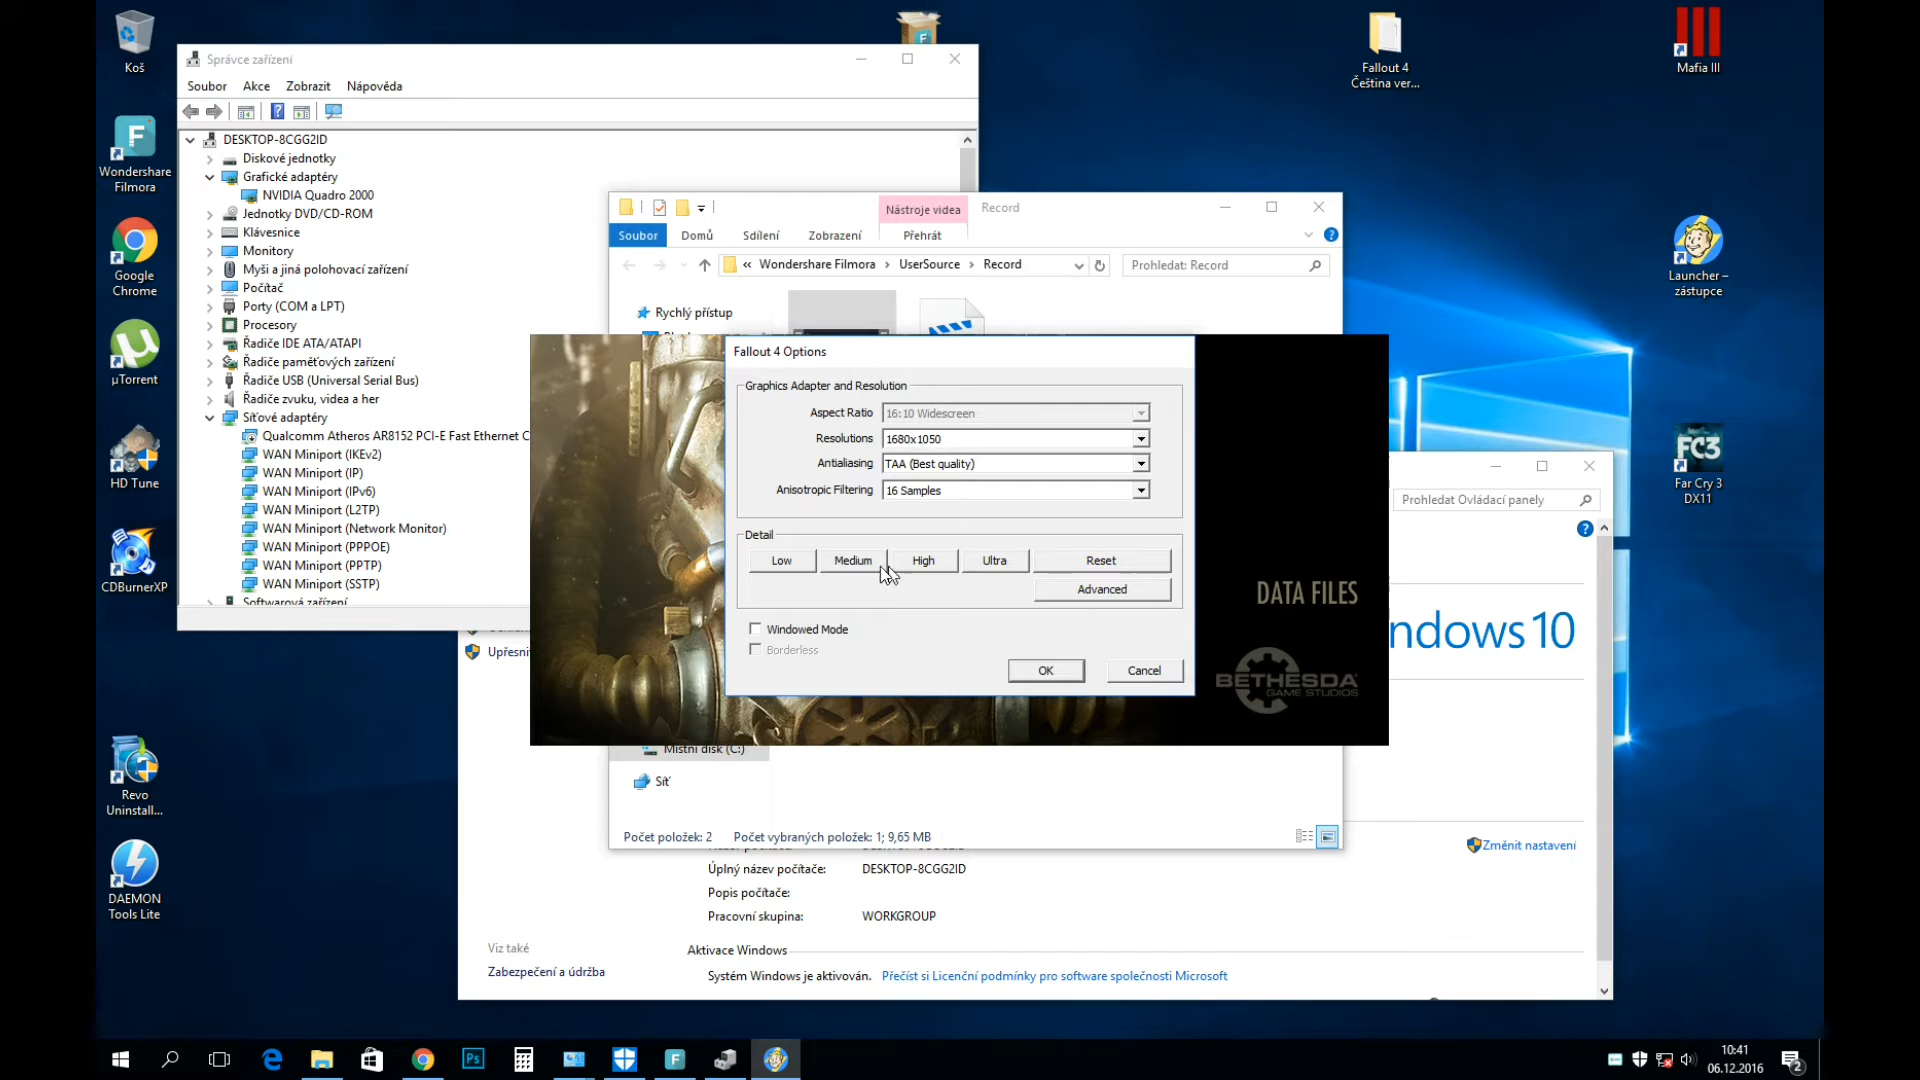 Koš
Wondershare
Filmora
Google
Chrome
µTorrent
HD Tune
CDBurnerXP
Revo
Uninstall...
DAEMON
Tools Lite
Fallout 4
Čeština ver...
Mafia III
Launcher –
zástupce
FC3
Far Cry 3
DX11
Správce zařízení
Soubor Akce Zobrazit Nápověda
DESKTOP-8CGG2ID
Diskové jednotky
Grafické adaptéry
NVIDIA Quadro 2000
Jednotky DVD/CD-ROM
Klávesnice
Monitory
Myši a jiná polohovací zařízení
Počítač
Porty (COM a LPT)
Procesory
Řadiče IDE ATA/ATAPI
Řadiče paměťových zařízení
Řadiče USB (Universal Serial Bus)
Řadiče zvuku, videa a her
Síťové adaptéry
Qualcomm Atheros AR8152 PCI-E Fast Ethernet C
WAN Miniport (IKEv2)
WAN Miniport (IP)
WAN Miniport (IPv6)
WAN Miniport (L2TP)
WAN Miniport (Network Monitor)
WAN Miniport (PPPOE)
WAN Miniport (PPTP)
WAN Miniport (SSTP)
Softwarová zařízení
Nástroje videa Record
Soubor Domů Sdílení Zobrazení Přehrát
« Wondershare Filmora › UserSource › Record
Prohledat: Record
Rychlý přístup
Místní disk (C:)
Síť
Počet položek: 2 Počet vybraných položek: 1; 9,65 MB
Fallout 4 Options
Graphics Adapter and Resolution
Aspect Ratio 16:10 Widescreen
Resolutions 1680x1050
Antialiasing TAA (Best quality)
Anisotropic Filtering 16 Samples
Detail
Low Medium High Ultra Reset
Advanced
Windowed Mode
Borderless
OK Cancel
DATA FILES
BETHESDA
GAME STUDIOS
Prohledat Ovládací panely
ndows 10
Upřesni
Změnit nastavení
Úplný název počítače: DESKTOP-8CGG2ID
Popis počítače:
Pracovní skupina: WORKGROUP
Viz také
Zabezpečení a údržba
Aktivace Windows
Systém Windows je aktivován. Přečíst si Licenční podmínky pro software společnosti Microsoft
Ps
10:41
06.12.2016
2